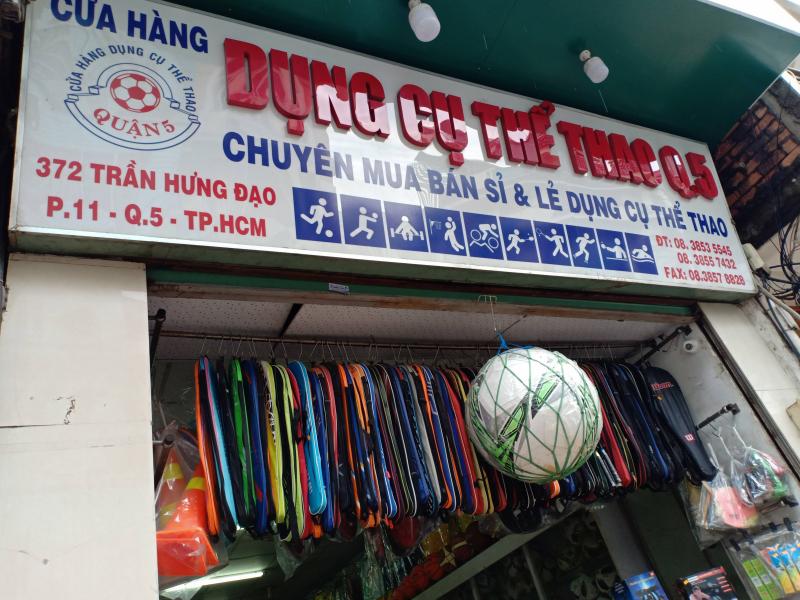 CỬA HÀNG
CỬA HÀNG DỤNG CỤ THỂ THAO
QUẬN 5
DỤNG CỤ THỂ THAO Q.5
CHUYÊN MUA BÁN SỈ & LẺ DỤNG CỤ THỂ THAO
372 TRẦN HƯNG ĐẠO
P.11 - Q.5 - TP.HCM
ĐT: 08. 3853 5545
08. 3855 7432
FAX: 08.3857 8828
Wilson